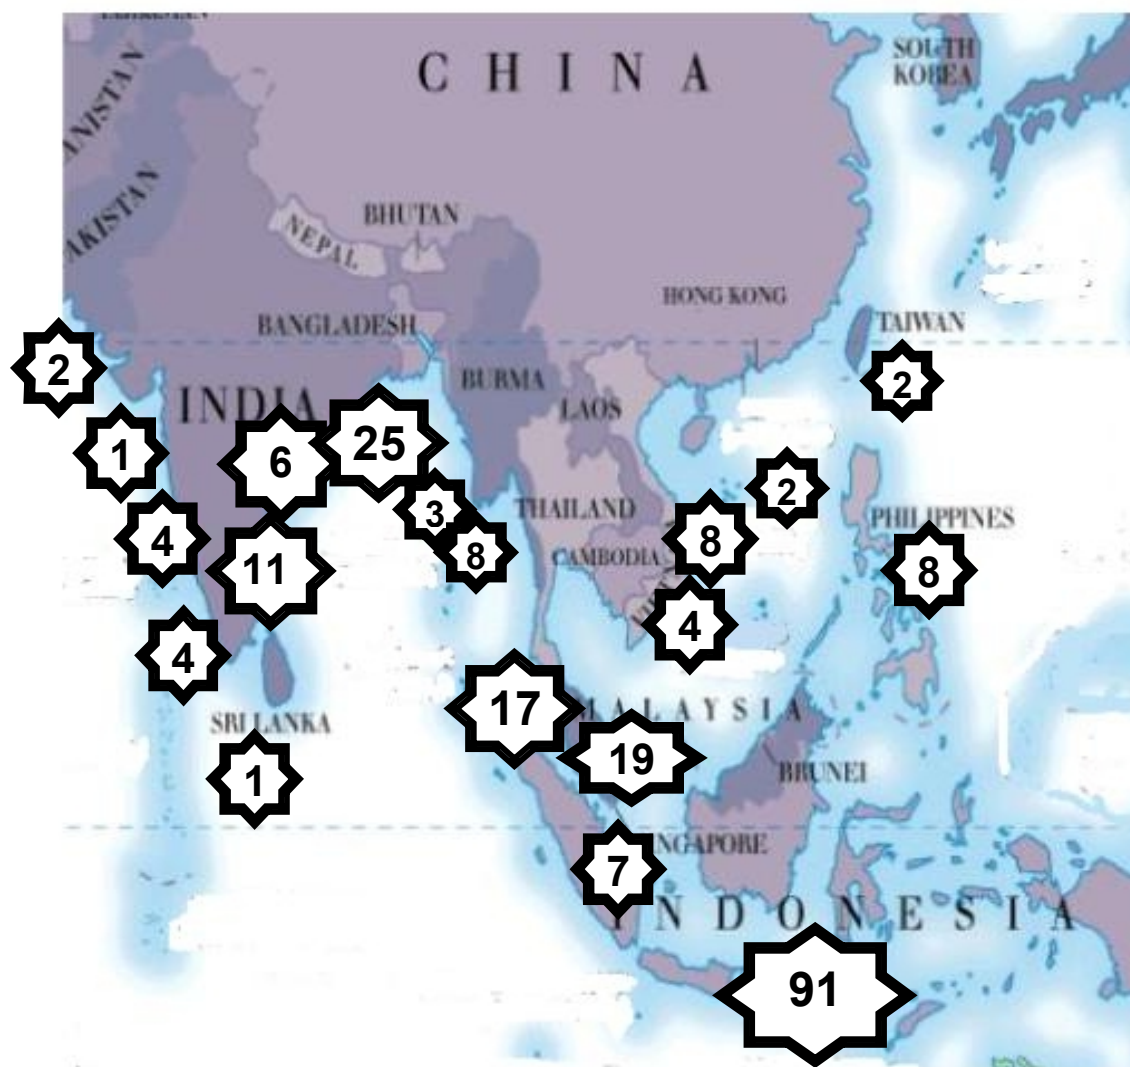 CHINA
SOUTH
KOREA
ANISTAN
AKISTAN
NEPAL
BHUTAN
HONG KONG
BANGLADESH
TAIWAN
2
INDIA
BURMA
LAOS
2
1
6
25
3
THAILAND
2
PHILIPPINES
4
11
8
CAMBODIA
8
8
4
4
SRI LANKA
17
MALAYSIA
19
BRUNEI
1
7
NGAPORE
INDONESIA
91